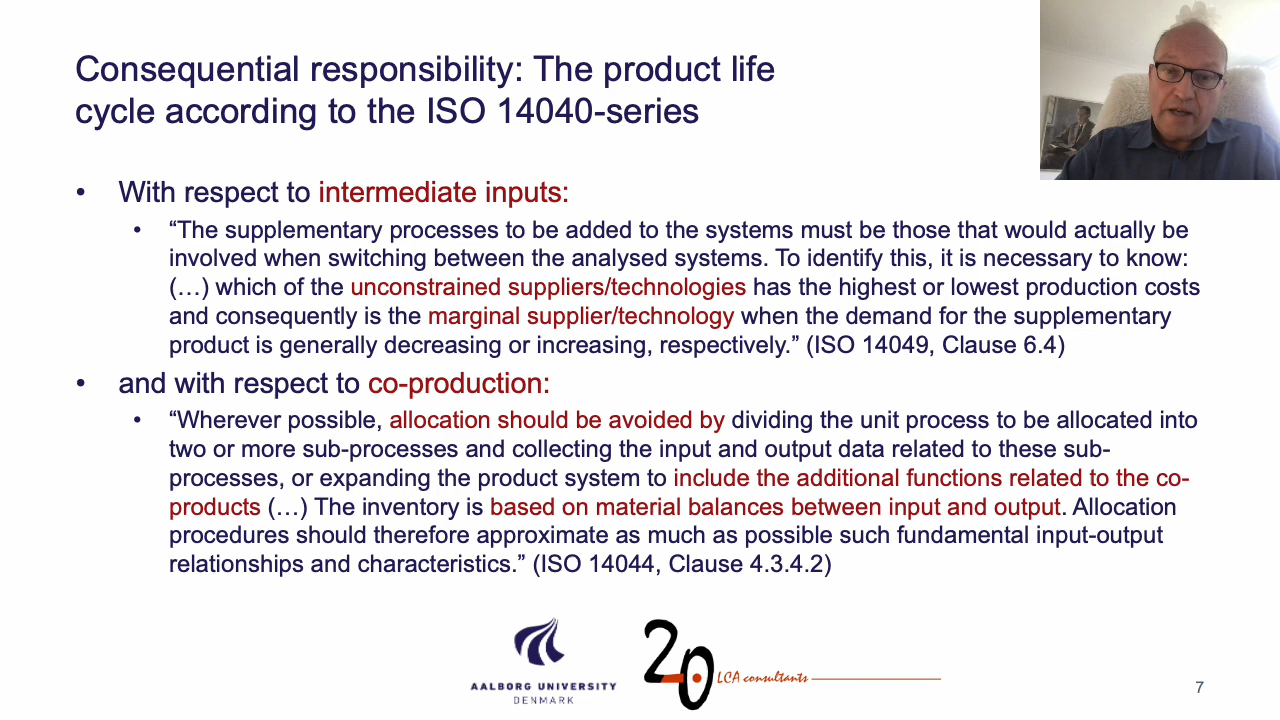 Consequential responsibility: The product life
cycle according to the ISO 14040-series
• With respect to intermediate inputs:
• “The supplementary processes to be added to the systems must be those that would actually be
involved when switching between the analysed systems. To identify this, it is necessary to know:
(…) which of the unconstrained suppliers/technologies has the highest or lowest production costs
and consequently is the marginal supplier/technology when the demand for the supplementary
product is generally decreasing or increasing, respectively.” (ISO 14049, Clause 6.4)
• and with respect to co-production:
• “Wherever possible, allocation should be avoided by dividing the unit process to be allocated into
two or more sub-processes and collecting the input and output data related to these sub-
processes, or expanding the product system to include the additional functions related to the co-
products (…) The inventory is based on material balances between input and output. Allocation
procedures should therefore approximate as much as possible such fundamental input-output
relationships and characteristics.” (ISO 14044, Clause 4.3.4.2)
AALBORG UNIVERSITY
DENMARK
2.0 LCA consultants
7